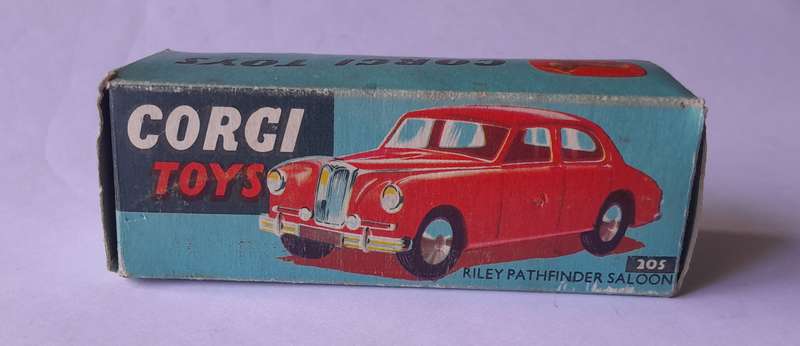 CORGI TOYS
CORGI
TOYS
205
RILEY PATHFINDER SALOON